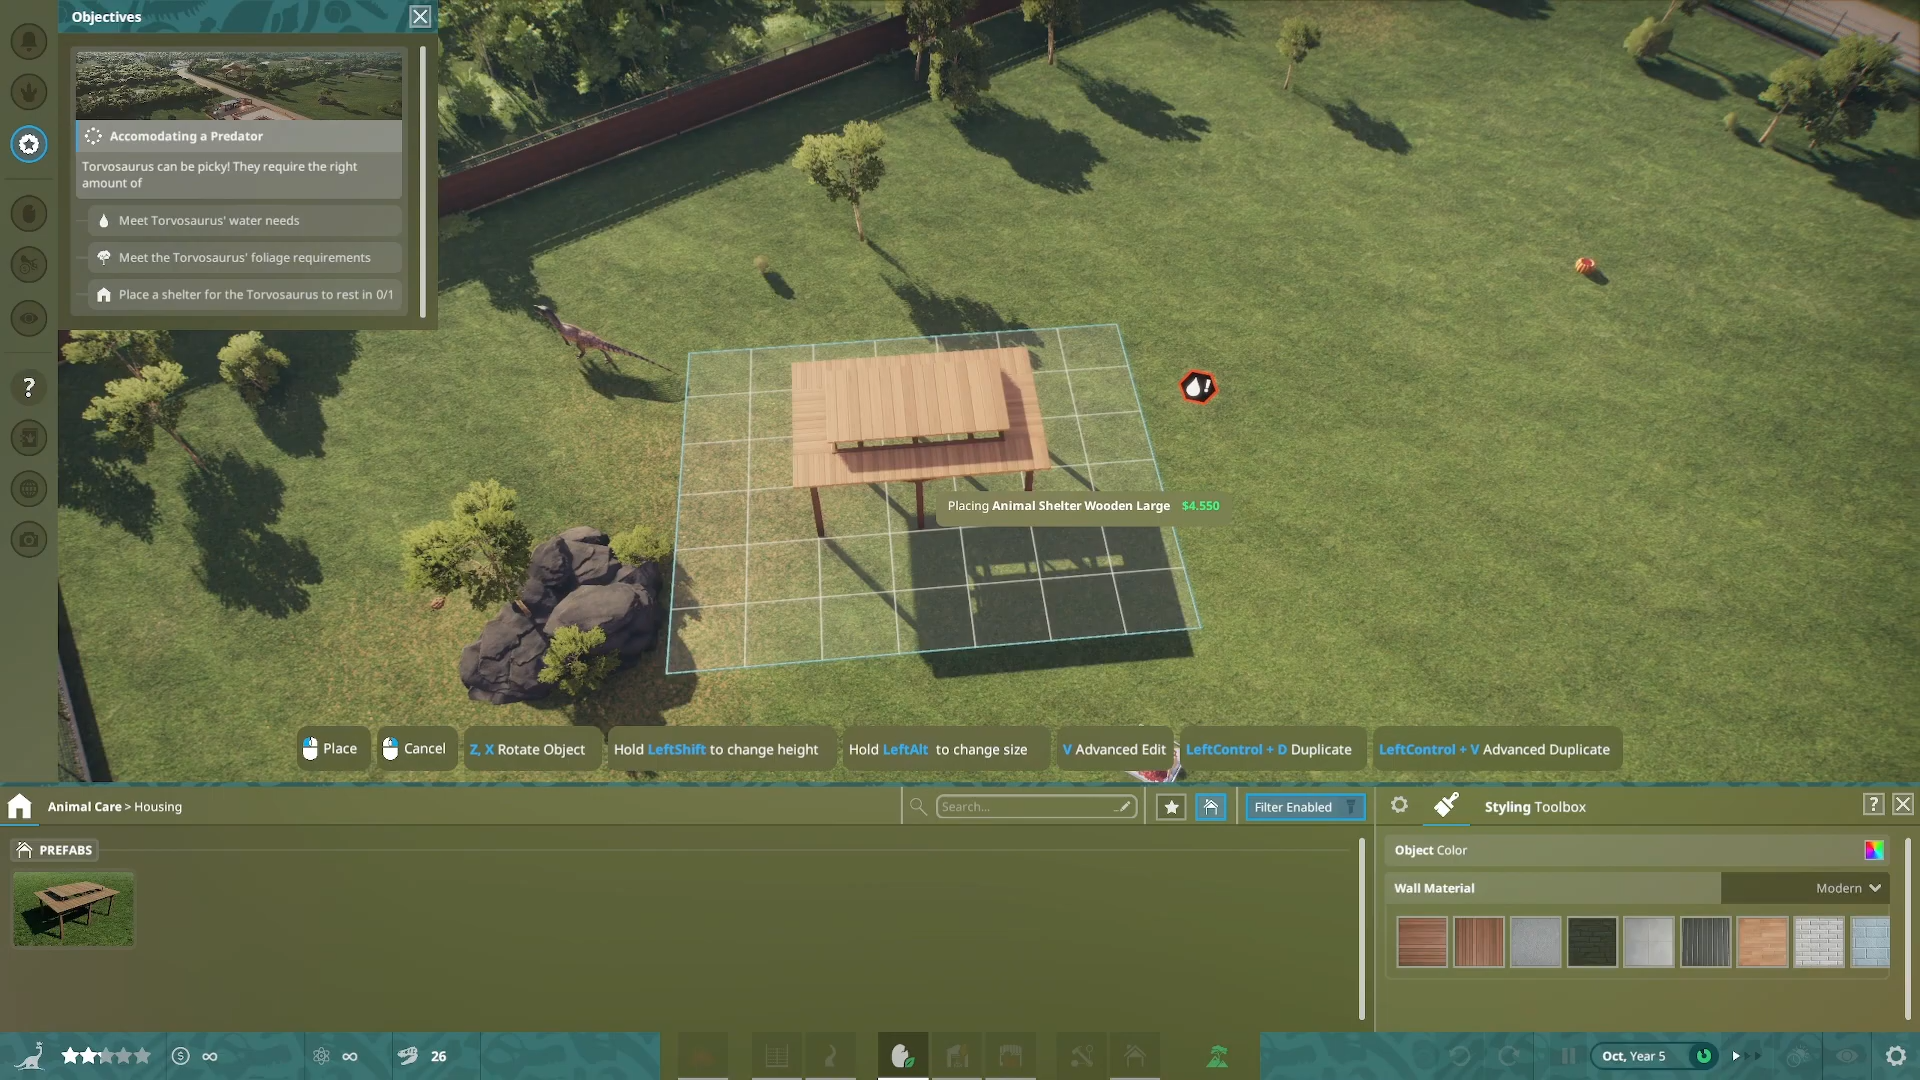 Objectives
Accomodating a Predator
Torvosaurus can be picky! They require the right
amount of
Meet Torvosaurus' water needs
Meet the Torvosaurus' foliage requirements
Place a shelter for the Torvosaurus to rest in 0/1
Placing Animal Shelter Wooden Large $4.550
Place
Cancel
Z, X Rotate Object
Hold LeftShift to change height
Hold LeftAlt to change size
V Advanced Edit
LeftControl + D Duplicate
LeftControl + V Advanced Duplicate
Animal Care > Housing
Search...
Filter Enabled
Styling Toolbox
?
PREFABS
Object Color
Wall Material
Modern
∞
∞
26
Oct, Year 5